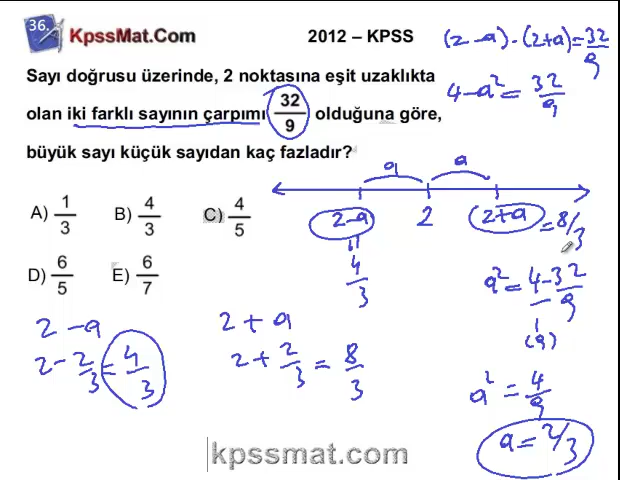 36. KpssMat.Com 2012 – KPSS
(2-a).(2+a)=32/9
Sayı doğrusu üzerinde, 2 noktasına eşit uzaklıkta
4-a²=32/9
olan iki farklı sayının çarpımı 32/9 olduğuna göre,
büyük sayı küçük sayıdan kaç fazladır?
a a
A) 1/3 B) 4/3 C) 4/5
2-a 2 2+a =8/3
=
4/3
D) 6/5 E) 6/7
a²=4-32/9
(9)
2-a
2+a
2-2/3=4/3
2+2/3=8/3
a²=4/9
a=2/3
kpssmat.com